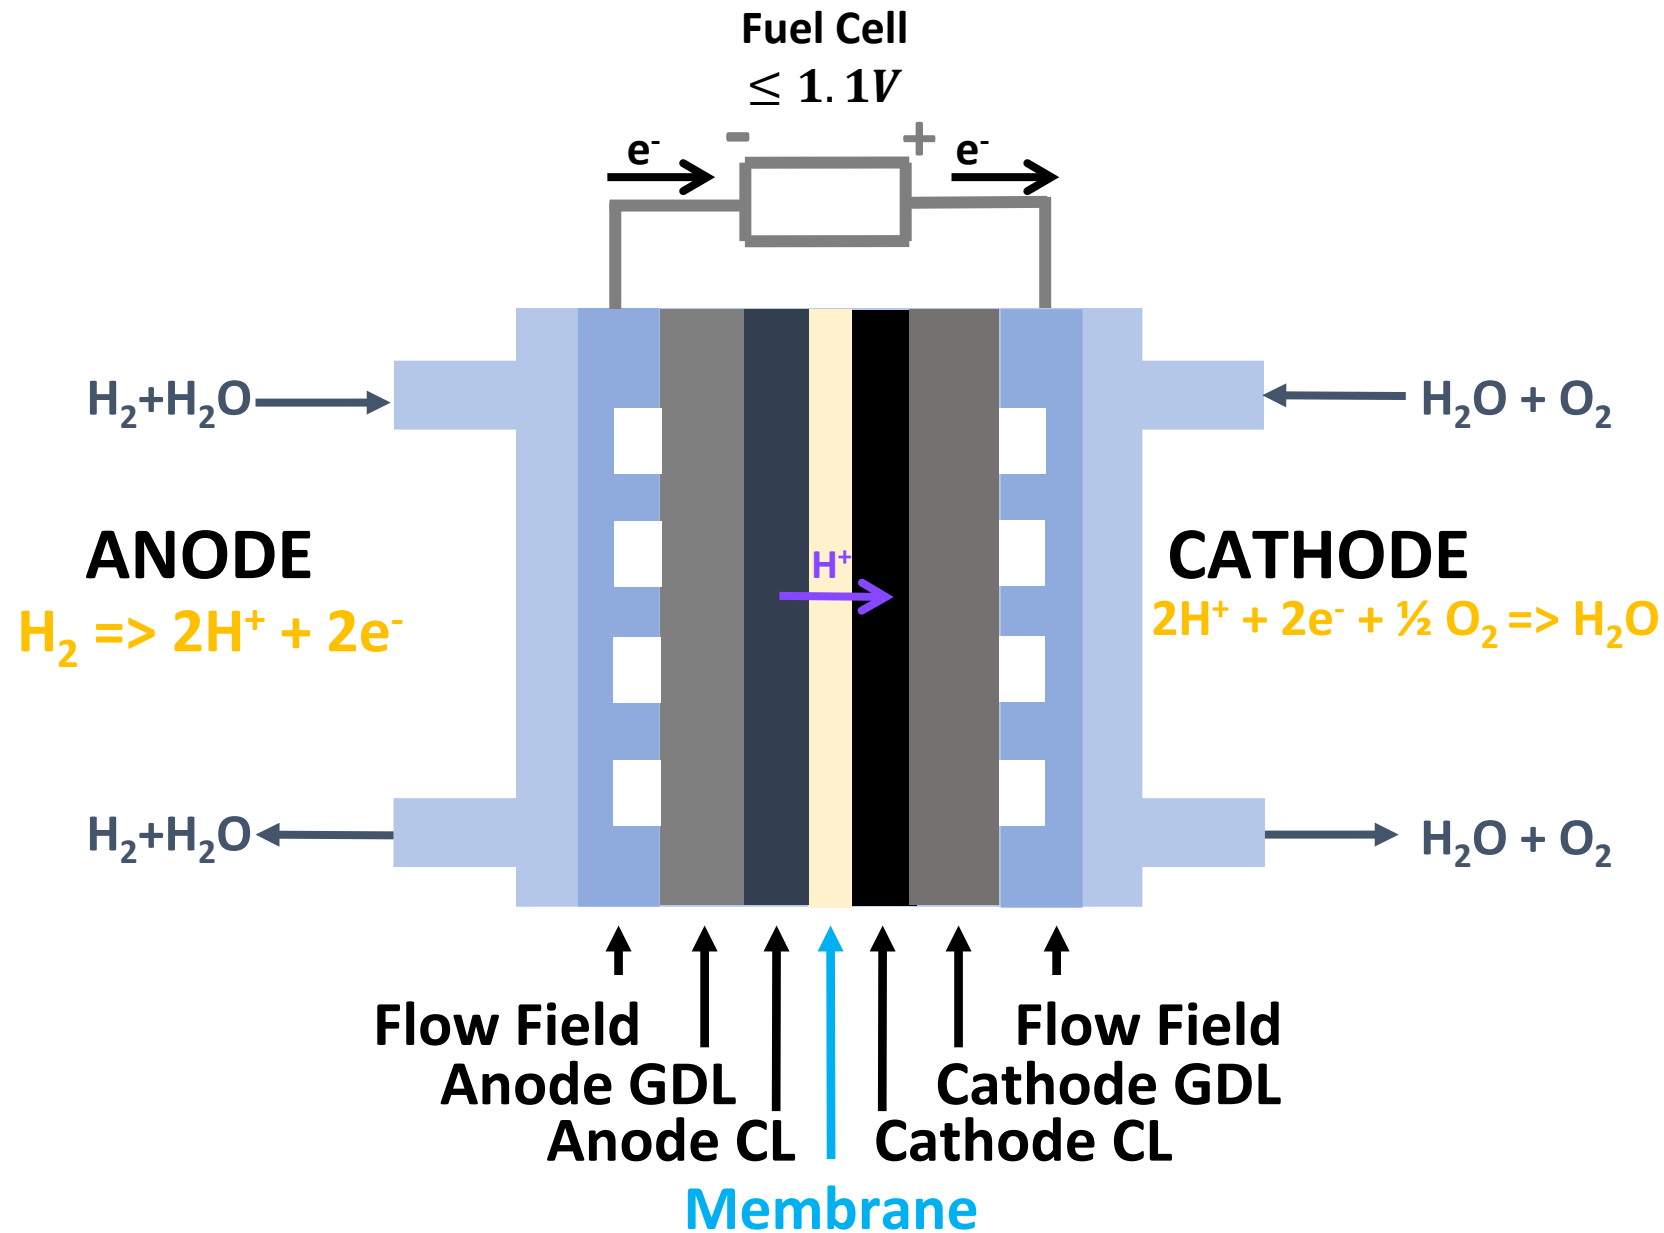 Fuel Cell
≤ 1.1V
- +
e⁻ e⁻
H₂+H₂O
H₂O + O₂
ANODE
H₂ => 2H⁺ + 2e⁻
H⁺
CATHODE
2H⁺ + 2e⁻ + ½ O₂ => H₂O
H₂+H₂O
H₂O + O₂
Flow Field
Flow Field
Anode GDL
Cathode GDL
Anode CL
Cathode CL
Membrane